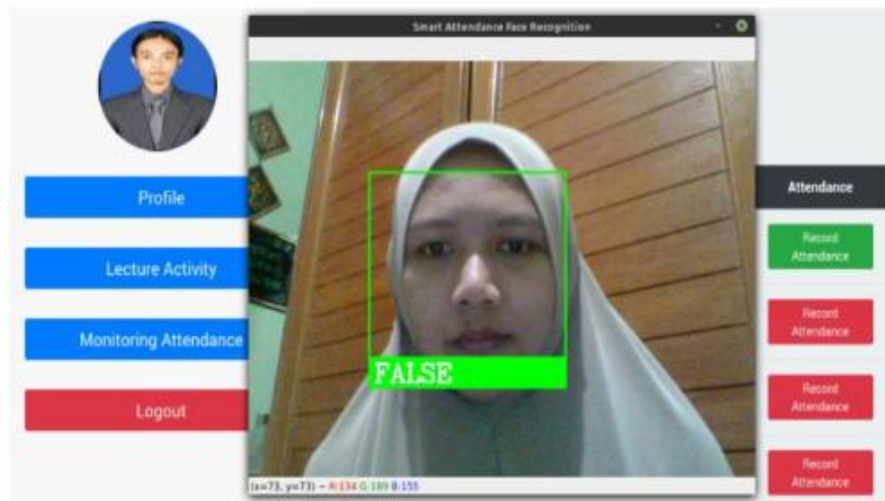 Smart Attendance Face Recognition
Profile
Lecture Activity
Monitoring Attendance
Logout
FALSE
(x=73, y=73) ~ R:134 G:189 B:155
Attendance
Record
Attendance
Record
Attendance
Record
Attendance
Record
Attendance